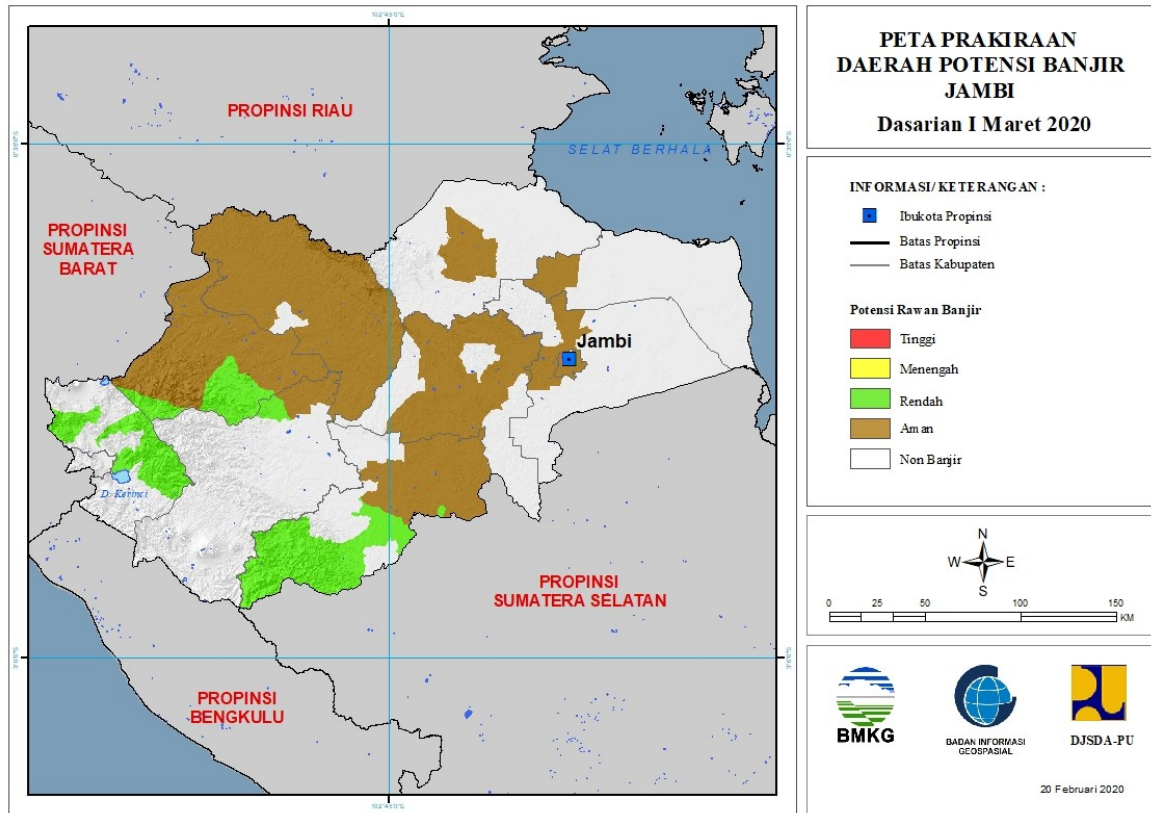 PETA PRAKIRAAN
DAERAH POTENSI BANJIR
JAMBI
Dasarian I Maret 2020
PROPINSI RIAU
SELAT BERHALA
PROPINSI
SUMATERA
BARAT
Jambi
D. Kerinci
PROPINSI
SUMATERA SELATAN
PROPINSI
BENGKULU
INFORMASI/ KETERANGAN :
Ibukota Propinsi
Batas Propinsi
Batas Kabupaten
Potensi Rawan Banjir
Tinggi
Menengah
Rendah
Aman
Non Banjir
N
W E
S
0 25 50 100 150
KM
BMKG
BADAN INFORMASI
GEOSPASIAL
DJSDA-PU
20 Februari 2020